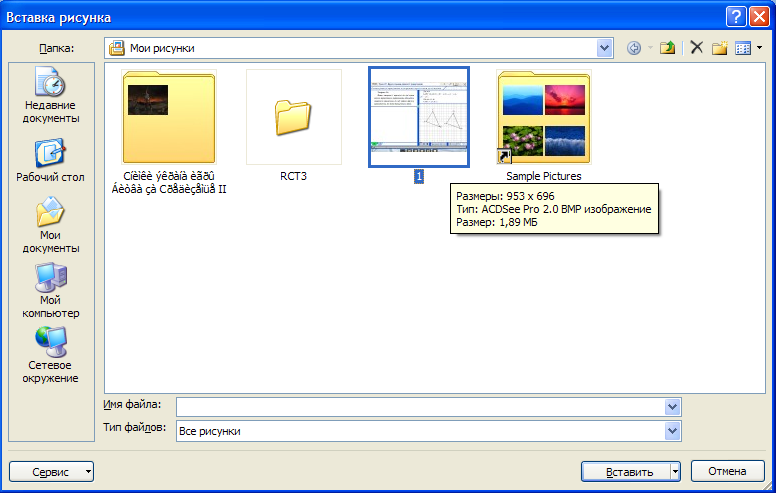 Вставка рисунка
Папка:
Мои рисунки
Недавние
документы
Рабочий стол
Мои
документы
Мой
компьютер
Сетевое
окружение
Cíèìêè ýêðàíà èãðû
Áèòâà çà Cðåäèçåìüå II
RCT3
1
Sample Pictures
Размеры: 953 x 696
Тип: ACDSee Pro 2.0 BMP изображение
Размер: 1,89 МБ
Имя файла:
Тип файлов:
Все рисунки
Сервис
Вставить
Отмена